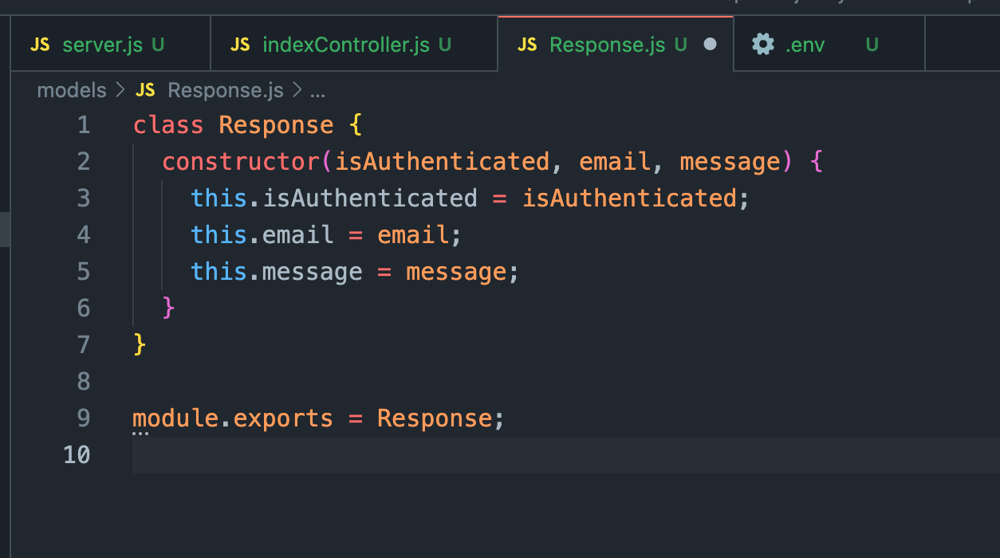 JS server.js U JS indexController.js U JS Response.js U .env U
models > JS Response.js > ...
1 class Response {
2 constructor(isAuthenticated, email, message) {
3 this.isAuthenticated = isAuthenticated;
4 this.email = email;
5 this.message = message;
6 }
7 }
8
9 module.exports = Response;
10